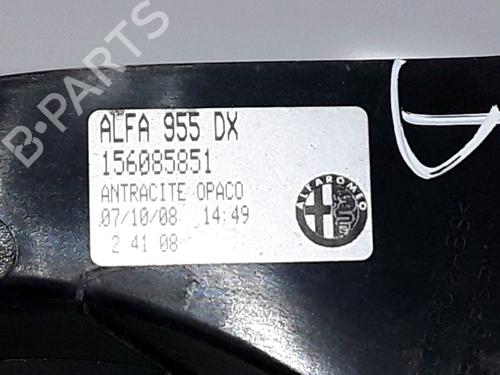 B-PARTS
ALFA 955 DX
156085851
ANTRACITE OPACO
07/10/08 14:49
2 41 08
ALFA ROMEO